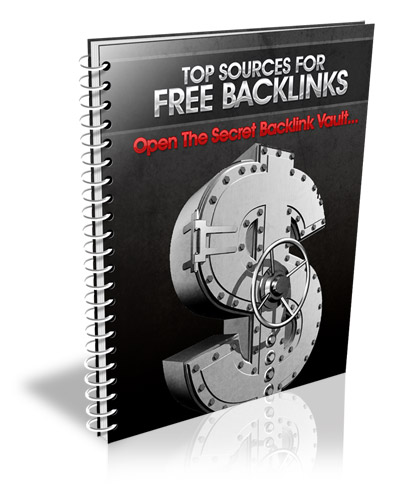 TOP SOURCES FOR
FREE BACKLINKS
Open The Secret Backlink Vault...